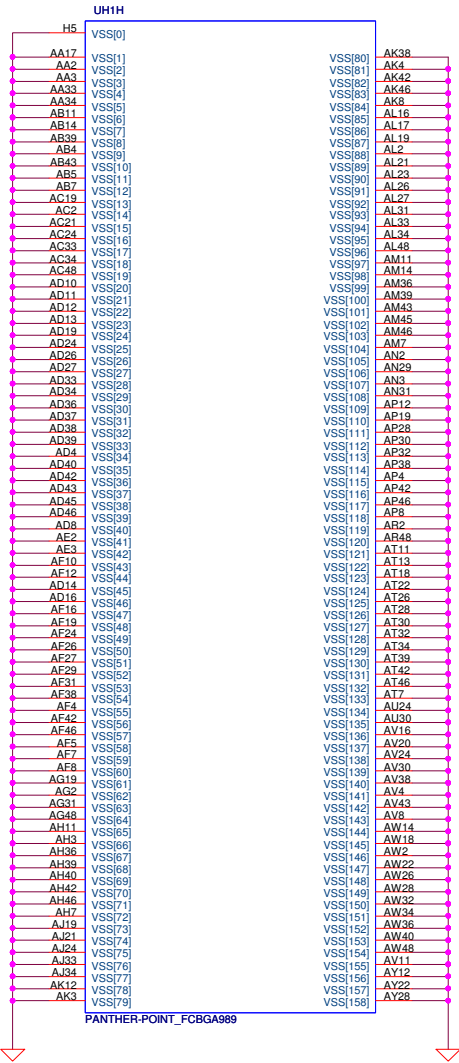 UH1H
H5 VSS[0]
AA17 VSS[1] VSS[80] AK38
AA2 VSS[2] VSS[81] AK4
AA3 VSS[3] VSS[82] AK42
AA33 VSS[4] VSS[83] AK46
AA34 VSS[5] VSS[84] AK8
AB11 VSS[6] VSS[85] AL16
AB14 VSS[7] VSS[86] AL17
AB39 VSS[8] VSS[87] AL19
AB4 VSS[9] VSS[88] AL2
AB43 VSS[10] VSS[89] AL21
AB5 VSS[11] VSS[90] AL23
AB7 VSS[12] VSS[91] AL26
AC19 VSS[13] VSS[92] AL27
AC2 VSS[14] VSS[93] AL31
AC21 VSS[15] VSS[94] AL33
AC24 VSS[16] VSS[95] AL34
AC33 VSS[17] VSS[96] AL48
AC34 VSS[18] VSS[97] AM11
AC48 VSS[19] VSS[98] AM14
AD10 VSS[20] VSS[99] AM36
AD11 VSS[21] VSS[100] AM39
AD12 VSS[22] VSS[101] AM43
AD13 VSS[23] VSS[102] AM45
AD19 VSS[24] VSS[103] AM46
AD24 VSS[25] VSS[104] AM7
AD26 VSS[26] VSS[105] AN2
AD27 VSS[27] VSS[106] AN29
AD33 VSS[28] VSS[107] AN3
AD34 VSS[29] VSS[108] AN31
AD36 VSS[30] VSS[109] AP12
AD37 VSS[31] VSS[110] AP19
AD38 VSS[32] VSS[111] AP28
AD39 VSS[33] VSS[112] AP30
AD4 VSS[34] VSS[113] AP32
AD40 VSS[35] VSS[114] AP38
AD42 VSS[36] VSS[115] AP4
AD43 VSS[37] VSS[116] AP42
AD45 VSS[38] VSS[117] AP46
AD46 VSS[39] VSS[118] AP8
AD8 VSS[40] VSS[119] AR2
AE2 VSS[41] VSS[120] AR48
AE3 VSS[42] VSS[121] AT11
AF10 VSS[43] VSS[122] AT13
AF12 VSS[44] VSS[123] AT18
AD14 VSS[45] VSS[124] AT22
AD16 VSS[46] VSS[125] AT26
AF16 VSS[47] VSS[126] AT28
AF19 VSS[48] VSS[127] AT30
AF24 VSS[49] VSS[128] AT32
AF26 VSS[50] VSS[129] AT34
AF27 VSS[51] VSS[130] AT39
AF29 VSS[52] VSS[131] AT42
AF31 VSS[53] VSS[132] AT46
AF38 VSS[54] VSS[133] AT7
AF4 VSS[55] VSS[134] AU24
AF42 VSS[56] VSS[135] AU30
AF46 VSS[57] VSS[136] AV16
AF5 VSS[58] VSS[137] AV20
AF7 VSS[59] VSS[138] AV24
AF8 VSS[60] VSS[139] AV30
AG19 VSS[61] VSS[140] AV38
AG2 VSS[62] VSS[141] AV4
AG31 VSS[63] VSS[142] AV43
AG48 VSS[64] VSS[143] AV8
AH11 VSS[65] VSS[144] AW14
AH3 VSS[66] VSS[145] AW18
AH36 VSS[67] VSS[146] AW2
AH39 VSS[68] VSS[147] AW22
AH40 VSS[69] VSS[148] AW26
AH42 VSS[70] VSS[149] AW28
AH46 VSS[71] VSS[150] AW32
AH7 VSS[72] VSS[151] AW34
AJ19 VSS[73] VSS[152] AW36
AJ21 VSS[74] VSS[153] AW40
AJ24 VSS[75] VSS[154] AW48
AJ33 VSS[76] VSS[155] AV11
AJ34 VSS[77] VSS[156] AY12
AK12 VSS[78] VSS[157] AY22
AK3 VSS[79] VSS[158] AY28
PANTHER-POINT_FCBGA989